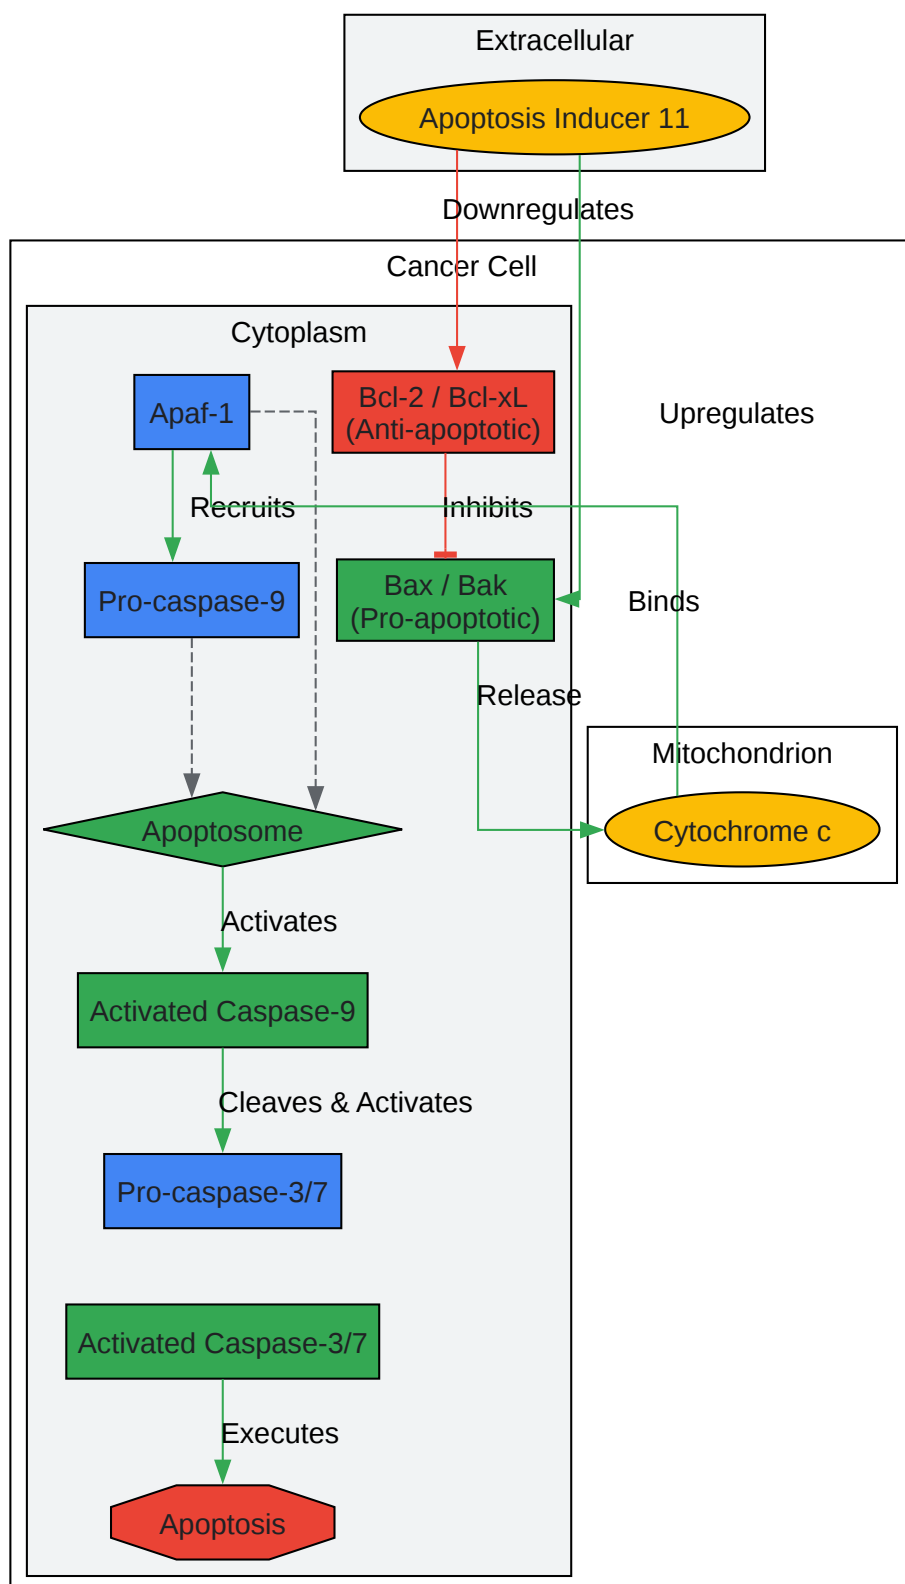 Extracellular
Apoptosis Inducer 11
Downregulates
Cancer Cell
Cytoplasm
Apaf-1
Bcl-2 / Bcl-xL
(Anti-apoptotic)
Upregulates
Recruits
Inhibits
Pro-caspase-9
Bax / Bak
(Pro-apoptotic)
Binds
Release
Mitochondrion
Apoptosome
Cytochrome c
Activates
Activated Caspase-9
Cleaves & Activates
Pro-caspase-3/7
Activated Caspase-3/7
Executes
Apoptosis